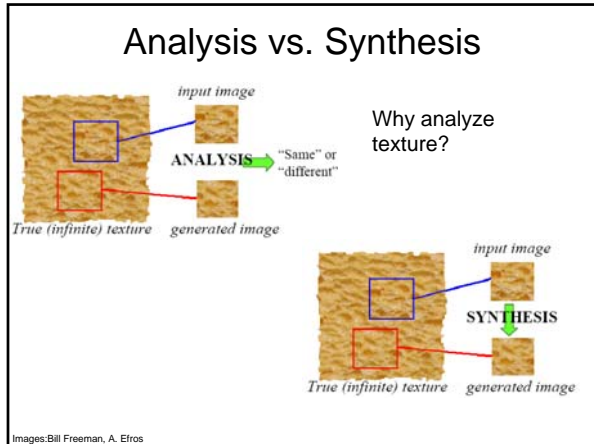 Analysis vs. Synthesis
input image
Why analyze
texture?
ANALYSIS
“Same” or
“different”
True (infinite) texture
generated image
input image
SYNTHESIS
True (infinite) texture
generated image
Images:Bill Freeman, A. Efros